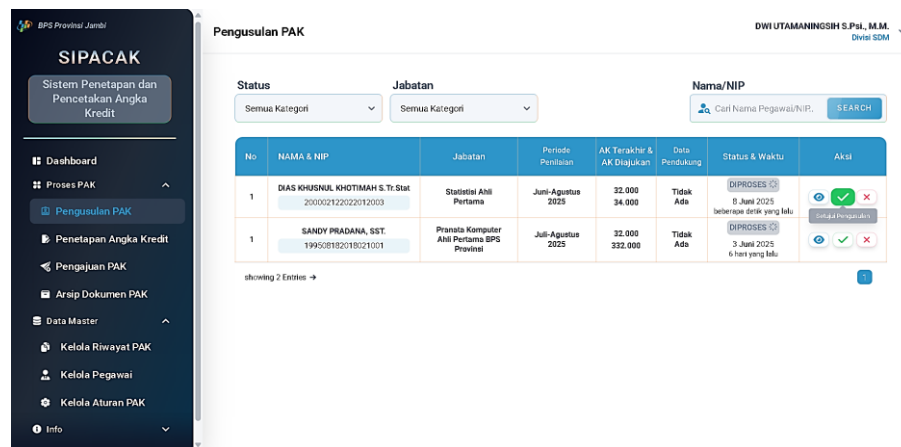 BPS Provinsi Jambi
SIPACAK
Sistem Penetapan dan
Pencetakan Angka
Kredit
Dashboard
Proses PAK
Pengusulan PAK
Penetapan Angka Kredit
Pengajuan PAK
Arsip Dokumen PAK
Data Master
Kelola Riwayat PAK
Kelola Pegawai
Kelola Aturan PAK
Info
Pengusulan PAK
DWI UTAMANINGSIH S.Psi., M.M.
Divisi SDM
Status
Jabatan
Nama/NIP
Semua Kategori
Semua Kategori
Cari Nama Pegawai/NIP..
SEARCH
No
NAMA & NIP
Jabatan
Periode
Penilaian
AK Terakhir &
AK Diajukan
Data
Pendukung
Status & Waktu
Aksi
1
DIAS KHUSNUL KHOTIMAH S.Tr.Stat
200002122022012003
Statistisi Ahli
Pertama
Juni-Agustus
2025
32.000
34.000
Tidak
Ada
DIPROSES
8 Juni 2025
beberapa detik yang lalu
Setujui Pengusulan
1
SANDY PRADANA, SST.
199508182018021001
Pranata Komputer
Ahli Pertama BPS
Provinsi
Juli-Agustus
2025
32.000
332.000
Tidak
Ada
DIPROSES
3 Juni 2025
6 hari yang lalu
showing 2 Entries →
1